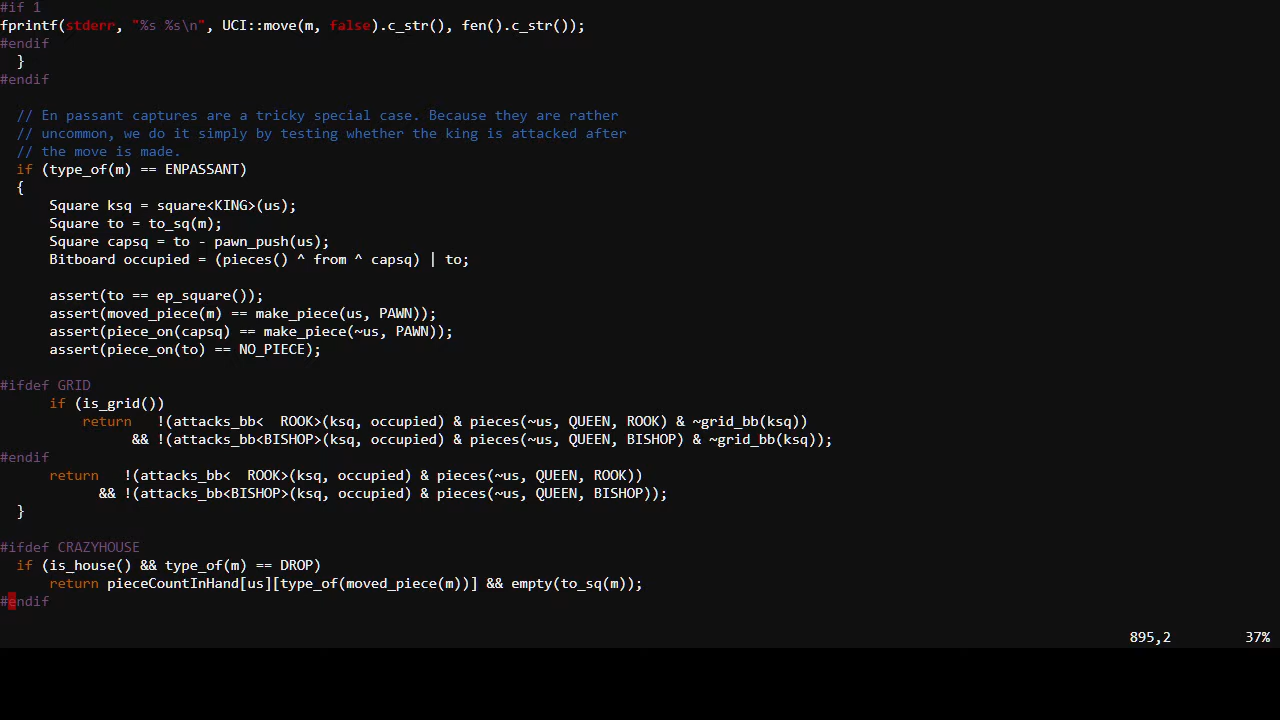 #if 1
fprintf(stderr, "%s %s\n", UCI::move(m, false).c_str(), fen().c_str());
#endif
  }
#endif

  // En passant captures are a tricky special case. Because they are rather
  // uncommon, we do it simply by testing whether the king is attacked after
  // the move is made.
  if (type_of(m) == ENPASSANT)
  {
      Square ksq = square<KING>(us);
      Square to = to_sq(m);
      Square capsq = to - pawn_push(us);
      Bitboard occupied = (pieces() ^ from ^ capsq) | to;

      assert(to == ep_square());
      assert(moved_piece(m) == make_piece(us, PAWN));
      assert(piece_on(capsq) == make_piece(~us, PAWN));
      assert(piece_on(to) == NO_PIECE);

#ifdef GRID
      if (is_grid())
          return   !(attacks_bb<  ROOK>(ksq, occupied) & pieces(~us, QUEEN, ROOK) & ~grid_bb(ksq))
                && !(attacks_bb<BISHOP>(ksq, occupied) & pieces(~us, QUEEN, BISHOP) & ~grid_bb(ksq));
#endif
      return   !(attacks_bb<  ROOK>(ksq, occupied) & pieces(~us, QUEEN, ROOK))
            && !(attacks_bb<BISHOP>(ksq, occupied) & pieces(~us, QUEEN, BISHOP));
  }

#ifdef CRAZYHOUSE
  if (is_house() && type_of(m) == DROP)
      return pieceCountInHand[us][type_of(moved_piece(m))] && empty(to_sq(m));
#endif
895,2 37%